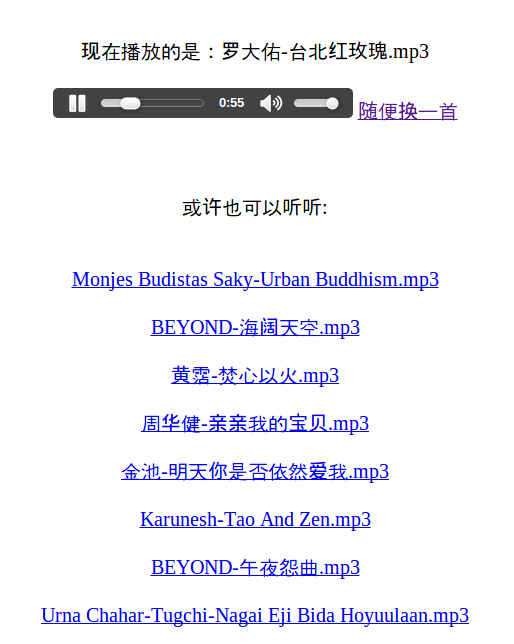 现在播放的是：罗大佑-台北红玫瑰.mp3
0:55 随便换一首
或许也可以听听:
Monjes Budistas Saky-Urban Buddhism.mp3
BEYOND-海阔天空.mp3
黄霑-焚心以火.mp3
周华健-亲亲我的宝贝.mp3
金池-明天你是否依然爱我.mp3
Karunesh-Tao And Zen.mp3
BEYOND-午夜怨曲.mp3
Urna Chahar-Tugchi-Nagai Eji Bida Hoyuulaan.mp3